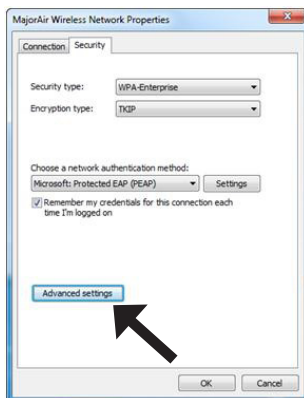 MajorAir Wireless Network Properties
Connection Security
Security type: WPA-Enterprise
Encryption type: TKIP
Choose a network authentication method:
Microsoft: Protected EAP (PEAP) Settings
Remember my credentials for this connection each
time I'm logged on
Advanced settings
OK Cancel